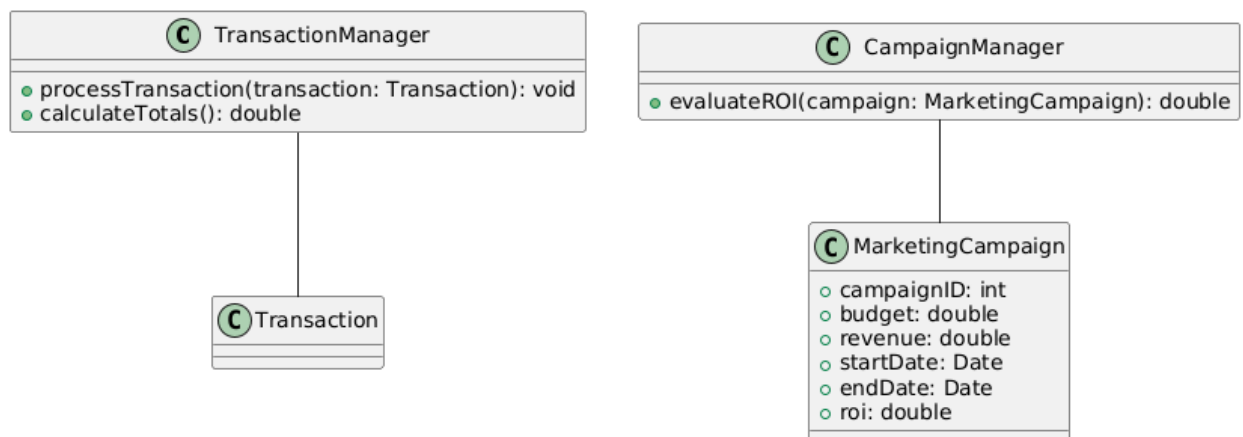 C TransactionManager
processTransaction(transaction: Transaction): void
calculateTotals(): double
C Transaction
C CampaignManager
evaluateROI(campaign: MarketingCampaign): double
C MarketingCampaign
campaignID: int
budget: double
revenue: double
startDate: Date
endDate: Date
roi: double